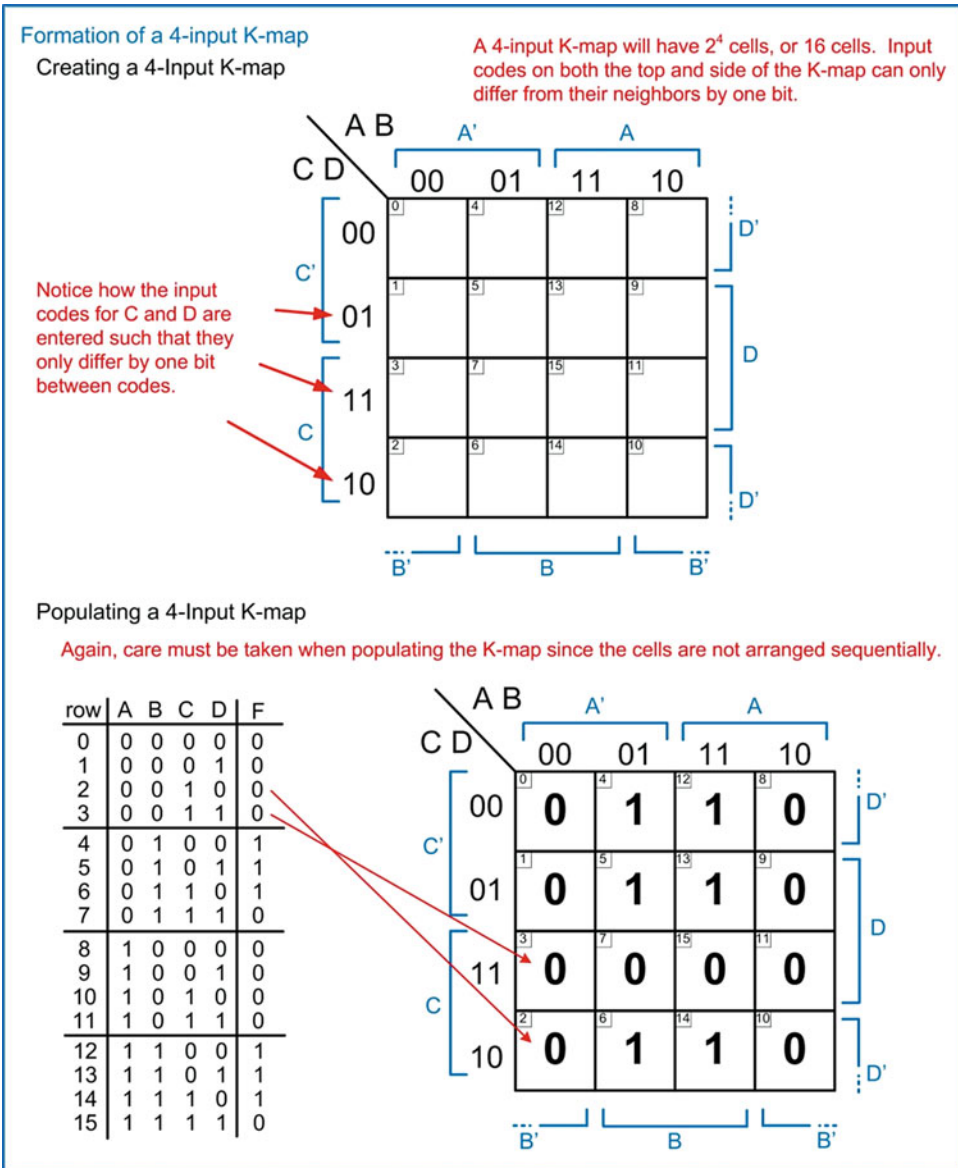 Formation of a 4-input K-map
Creating a 4-Input K-map
A 4-input K-map will have 2⁴ cells, or 16 cells. Input
codes on both the top and side of the K-map can only
differ from their neighbors by one bit.
A B
A' A
C D
00 01 11 10
0 4 12 8
00
D'
C'
1 5 13 9
01
Notice how the input
codes for C and D are
entered such that they
only differ by one bit
between codes.
D
3 7 15 11
11
C
2 6 14 10
10
D'
B' B B'
Populating a 4-Input K-map
Again, care must be taken when populating the K-map since the cells are not arranged sequentially.
row A B C D F
0 0 0 0 0 0
1 0 0 0 1 0
2 0 0 1 0 0
3 0 0 1 1 0
4 0 1 0 0 1
5 0 1 0 1 1
6 0 1 1 0 1
7 0 1 1 1 0
8 1 0 0 0 0
9 1 0 0 1 0
10 1 0 1 0 0
11 1 0 1 1 0
12 1 1 0 0 1
13 1 1 0 1 1
14 1 1 1 0 1
15 1 1 1 1 0
A B
A' A
C D
00 01 11 10
0 4 12 8
00 0 1 1 0
D'
C'
1 5 13 9
01 0 1 1 0
D
3 7 15 11
11 0 0 0 0
C
2 6 14 10
10 0 1 1 0
D'
B' B B'